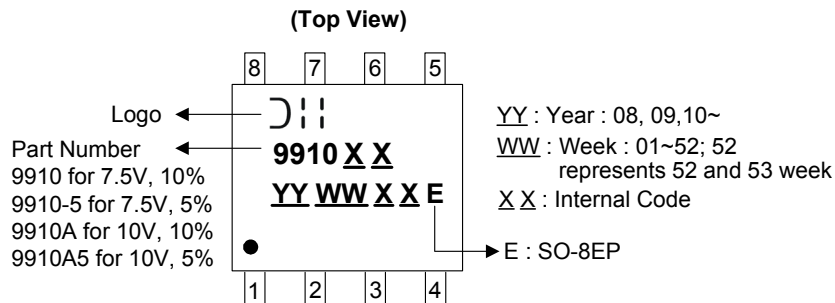 (Top View)
8 7 6 5
Logo
Part Number
9910 for 7.5V, 10%
9910-5 for 7.5V, 5%
9910A for 10V, 10%
9910A5 for 10V, 5%
9910 X X
YY WW X X E
YY : Year : 08, 09,10~
WW : Week : 01~52; 52
represents 52 and 53 week
X X : Internal Code
E : SO-8EP
1 2 3 4